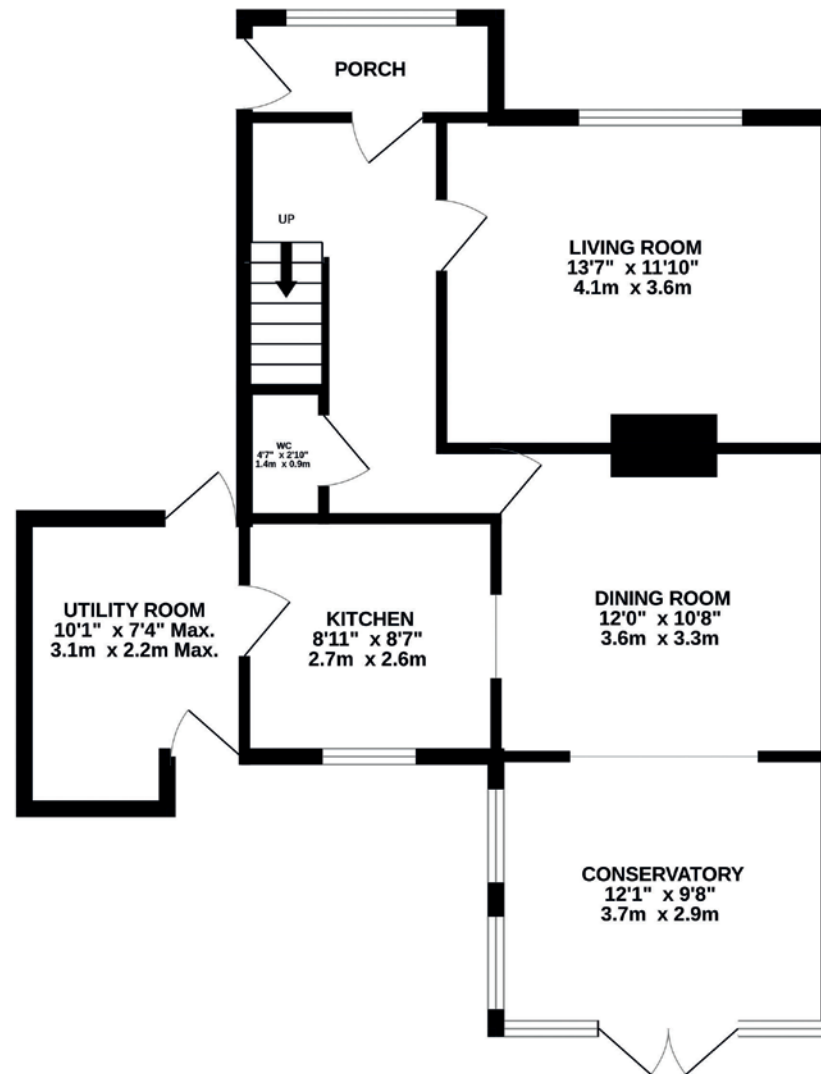 PORCH
UP
LIVING ROOM
13'7" x 11'10"
4.1m x 3.6m
WC
4'7" x 2'10"
1.4m x 0.9m
UTILITY ROOM
10'1" x 7'4" Max.
3.1m x 2.2m Max.
KITCHEN
8'11" x 8'7"
2.7m x 2.6m
DINING ROOM
12'0" x 10'8"
3.6m x 3.3m
CONSERVATORY
12'1" x 9'8"
3.7m x 2.9m